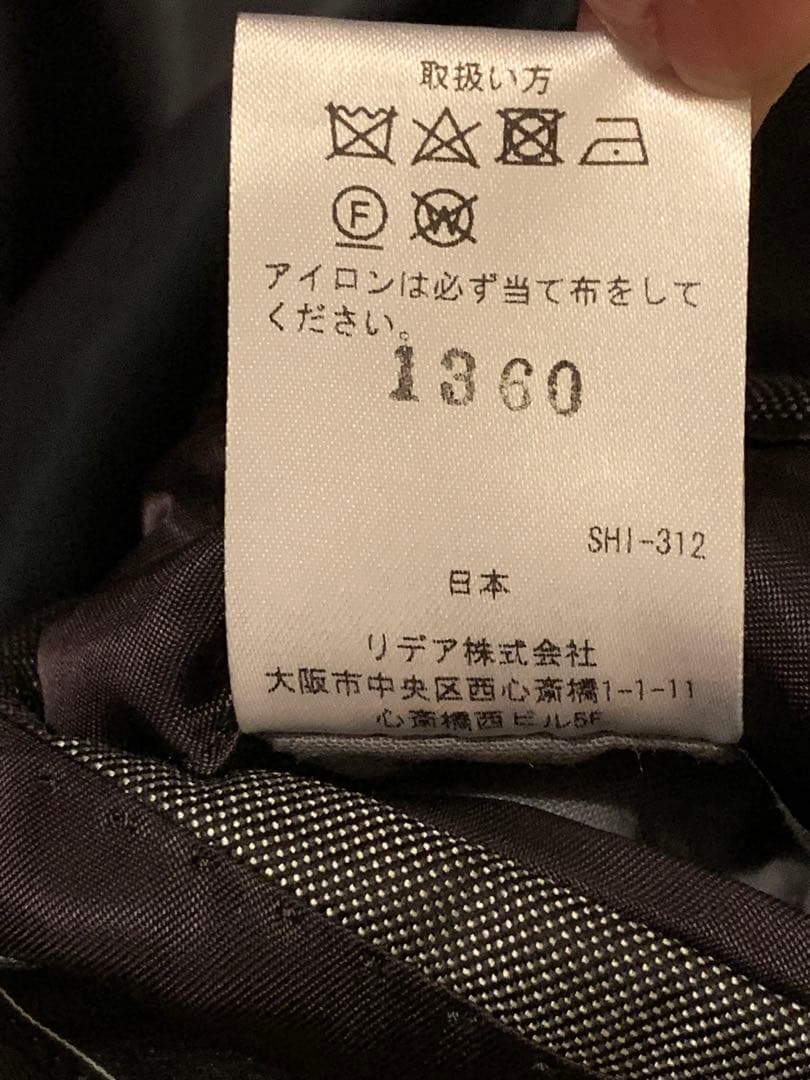 取扱い方
F W
アイロンは必ず当て布をして
ください。
1360
SHI-312
日本
リデア株式会社
大阪市中央区西心斎橋1-1-11
心斎橋西ビル5F